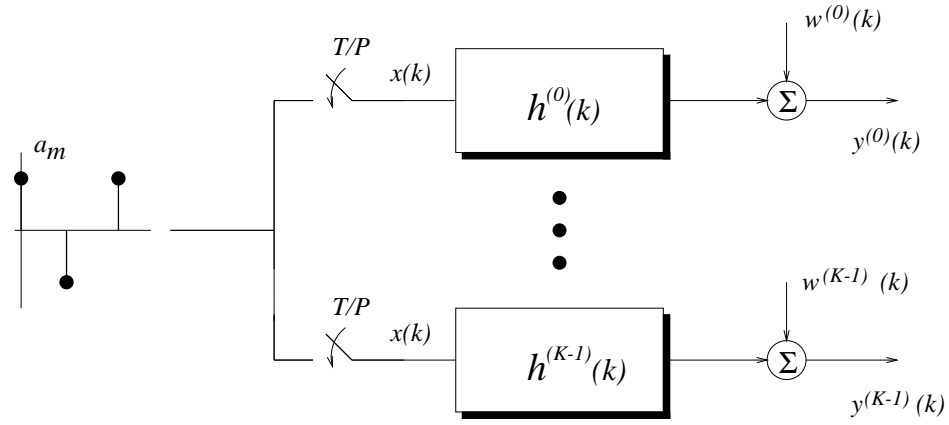 w^{(0)}(k)
T/P
x(k)
h^{(0)}(k)
Σ
y^{(0)}(k)
a_m
w^{(K-1)}(k)
T/P
x(k)
h^{(K-1)}(k)
Σ
y^{(K-1)}(k)